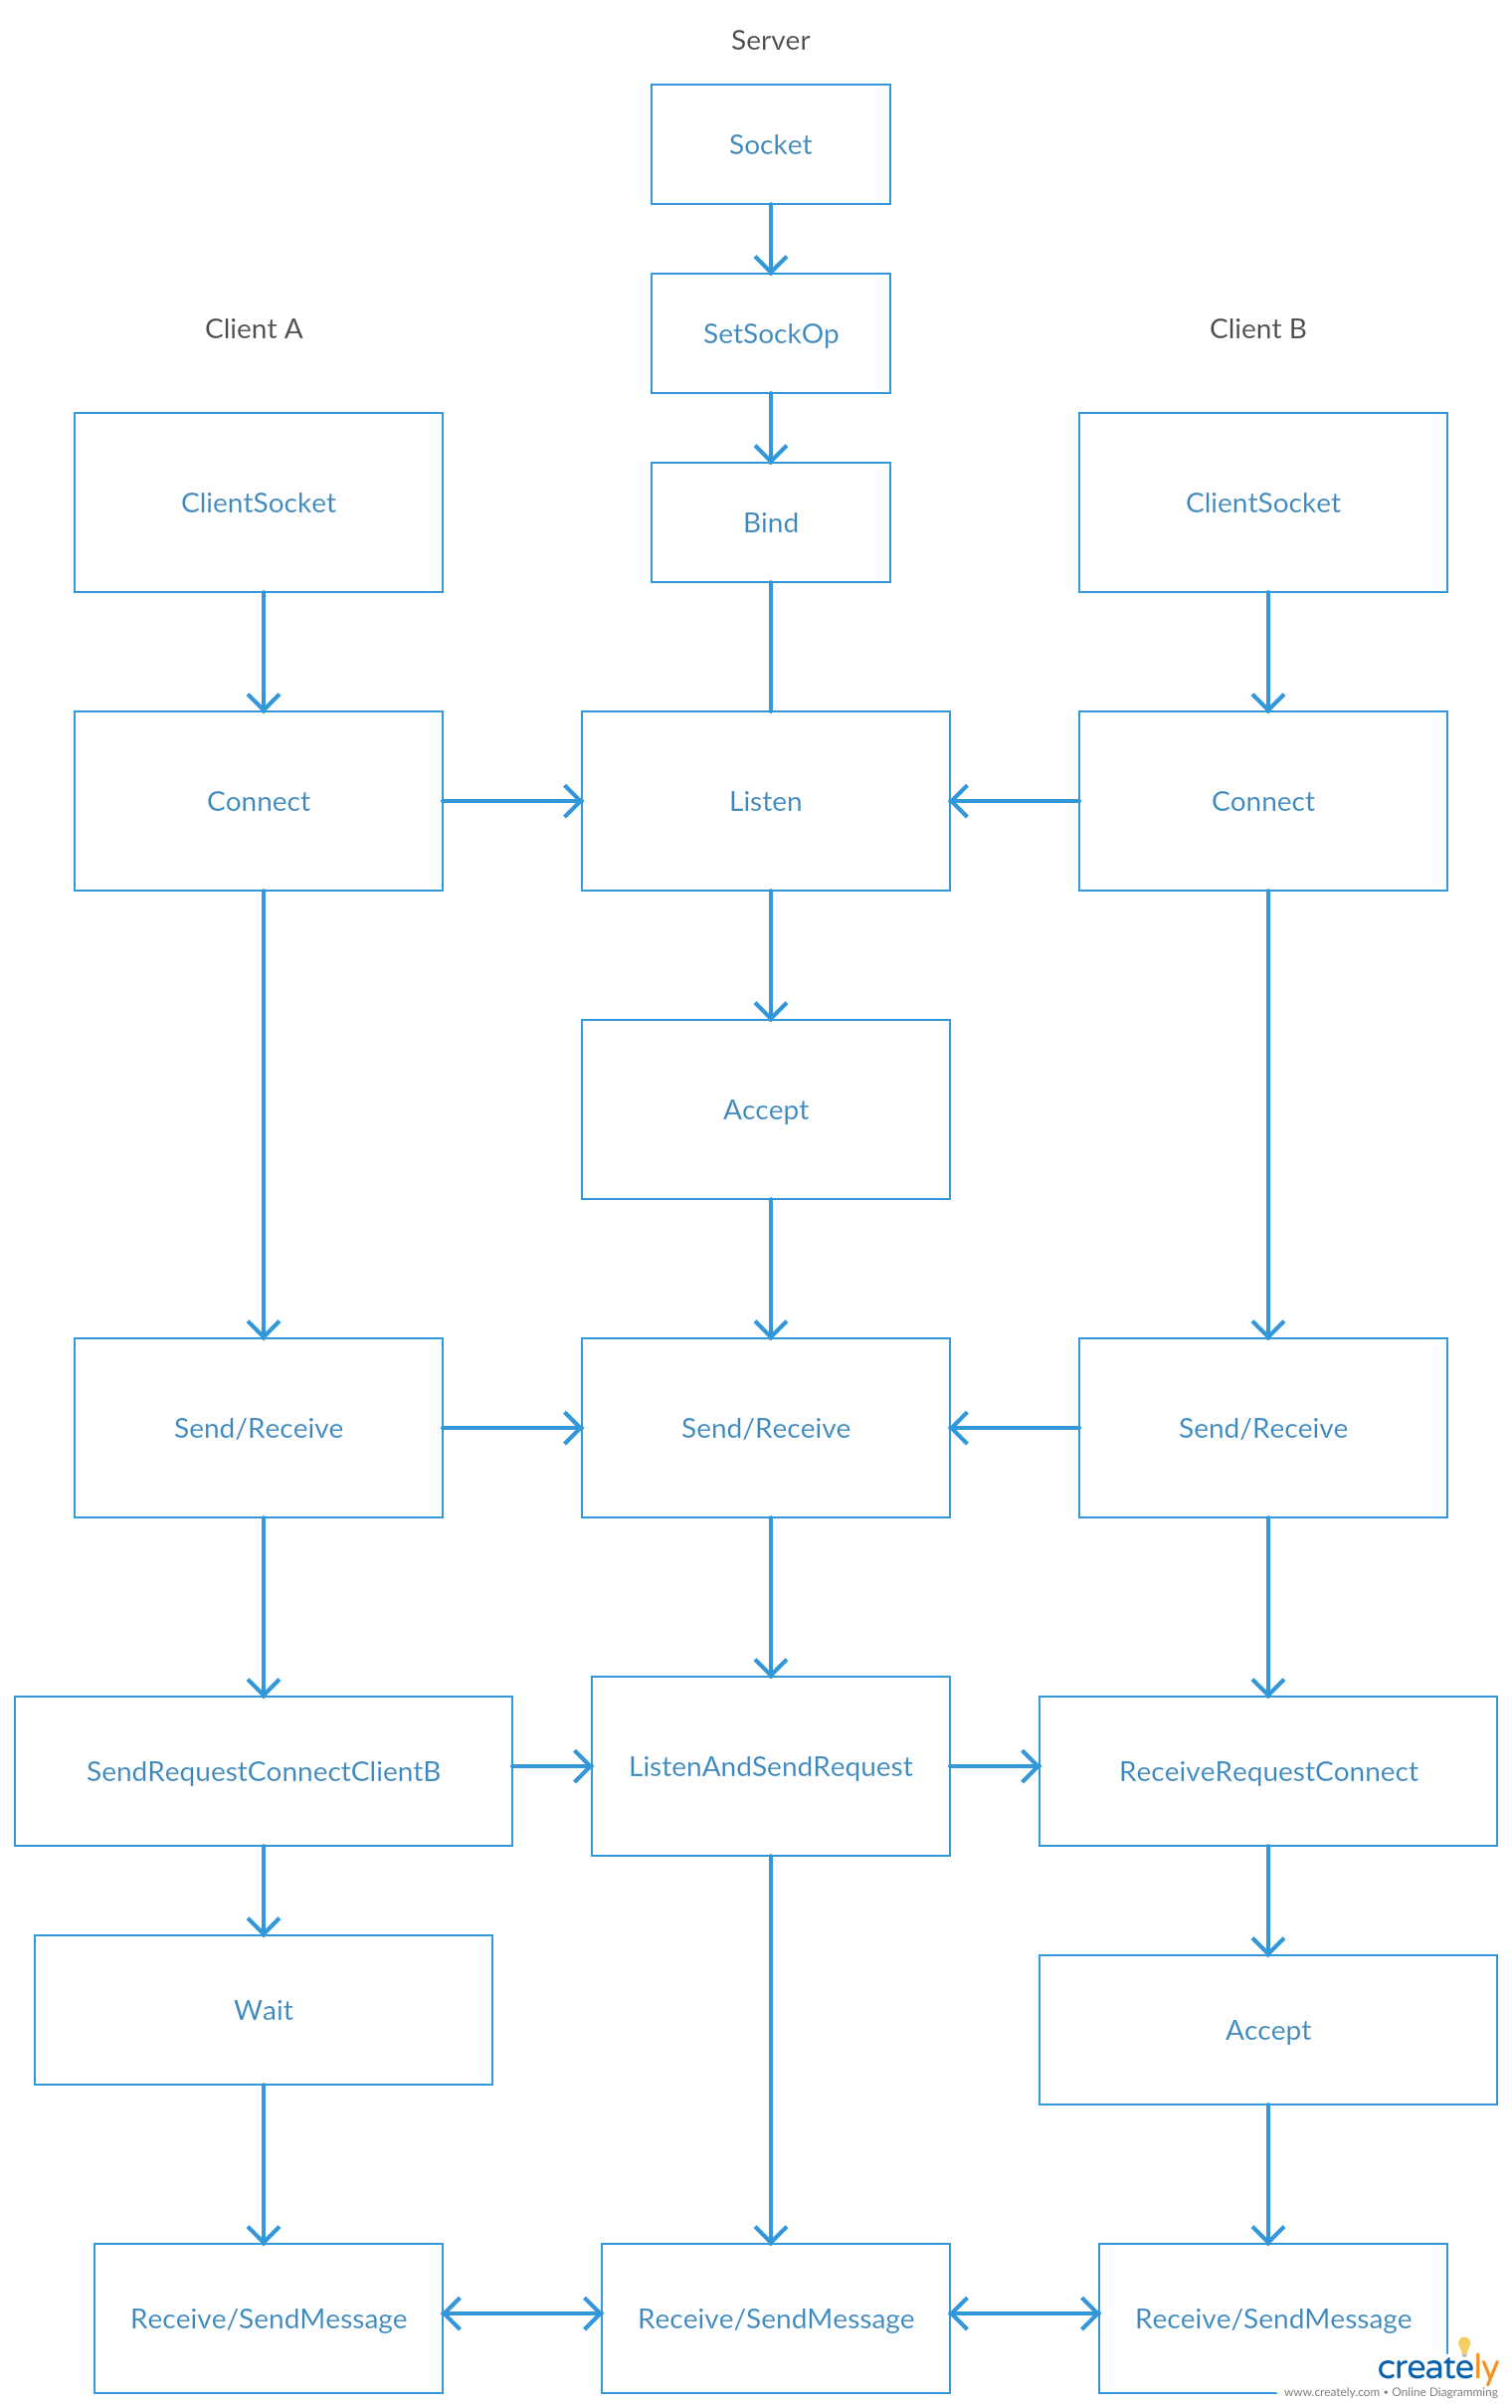 Server
Socket
SetSockOp
Client A
Client B
ClientSocket
Bind
ClientSocket
Connect
Listen
Connect
Accept
Send/Receive
Send/Receive
Send/Receive
SendRequestConnectClientB
ListenAndSendRequest
ReceiveRequestConnect
Wait
Accept
Receive/SendMessage
Receive/SendMessage
Receive/SendMessage
creately
www.creately.com • Online Diagramming